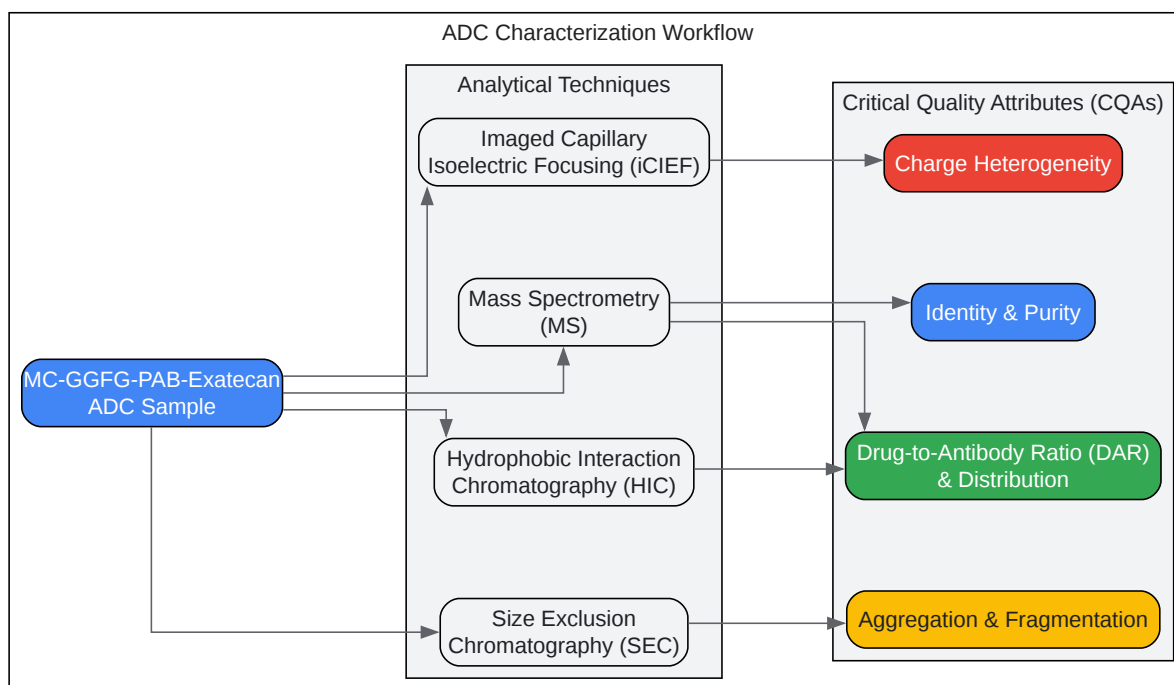 ADC Characterization Workflow
Analytical Techniques
Critical Quality Attributes (CQAs)
Imaged Capillary
Isoelectric Focusing (iCIEF)
Charge Heterogeneity
Mass Spectrometry
(MS)
Identity & Purity
MC-GGFG-PAB-Exatecan
ADC Sample
Hydrophobic Interaction
Chromatography (HIC)
Drug-to-Antibody Ratio (DAR)
& Distribution
Size Exclusion
Chromatography (SEC)
Aggregation & Fragmentation